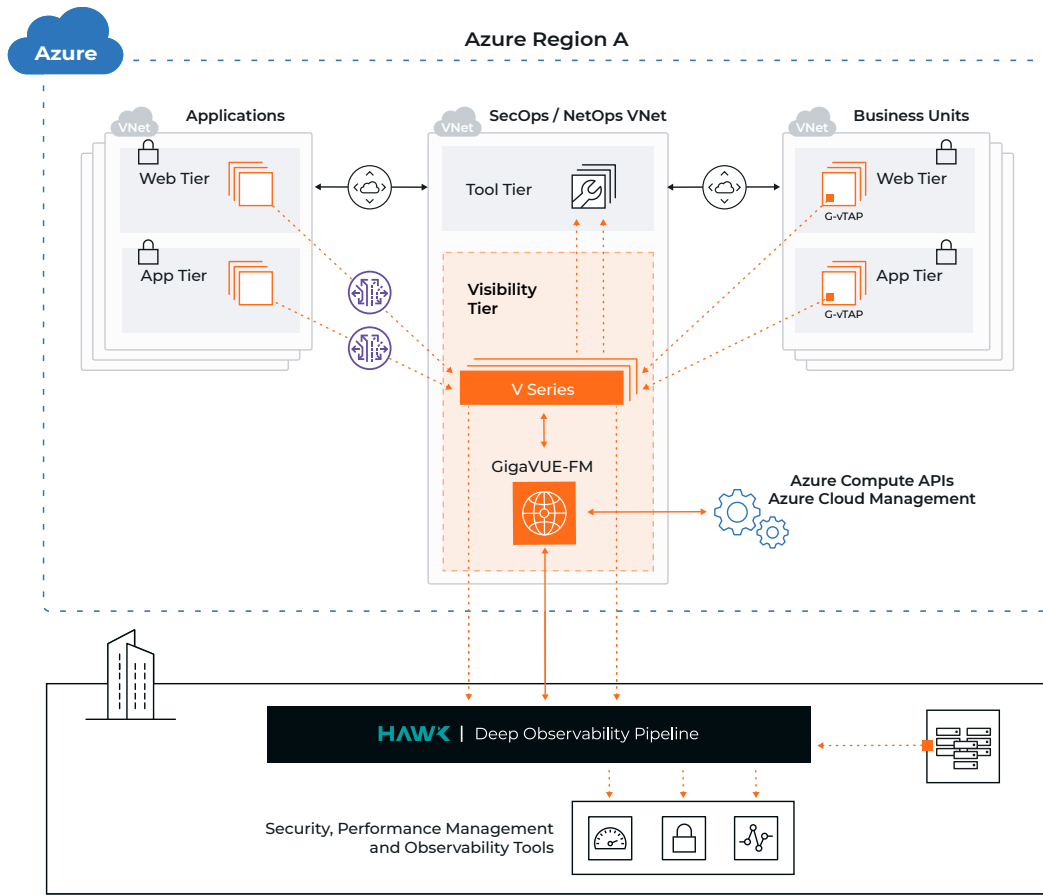 Azure
Azure Region A
Applications
VNet
Web Tier
App Tier
SecOps / NetOps VNet
VNet
Tool Tier
Visibility
Tier
V Series
GigaVUE-FM
Business Units
VNet
Web Tier
G-vTAP
App Tier
G-vTAP
Azure Compute APIs
Azure Cloud Management
HAWK | Deep Observability Pipeline
Security, Performance Management
and Observability Tools